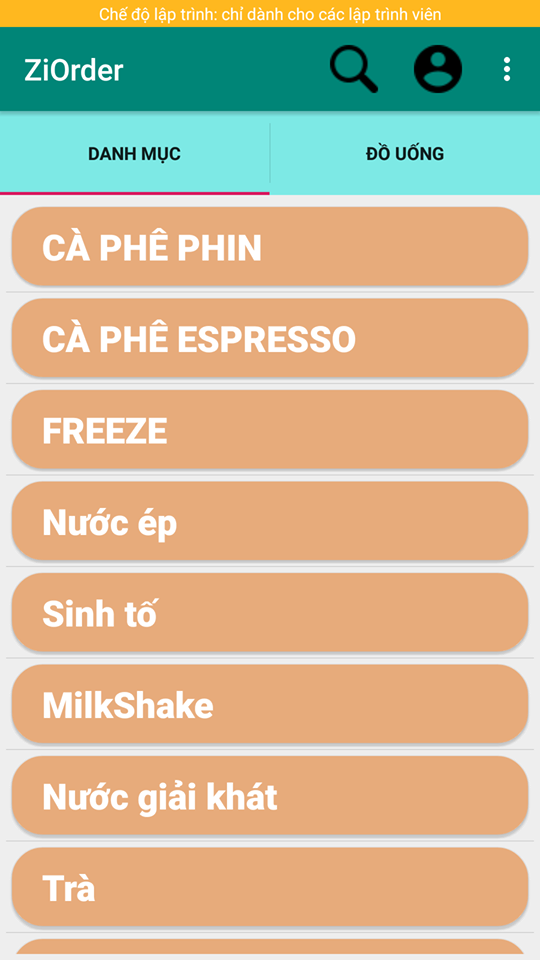 Chế độ lập trình: chỉ dành cho các lập trình viên
ZiOrder
DANH MỤC
ĐỒ UỐNG
CÀ PHÊ PHIN
CÀ PHÊ ESPRESSO
FREEZE
Nước ép
Sinh tố
MilkShake
Nước giải khát
Trà